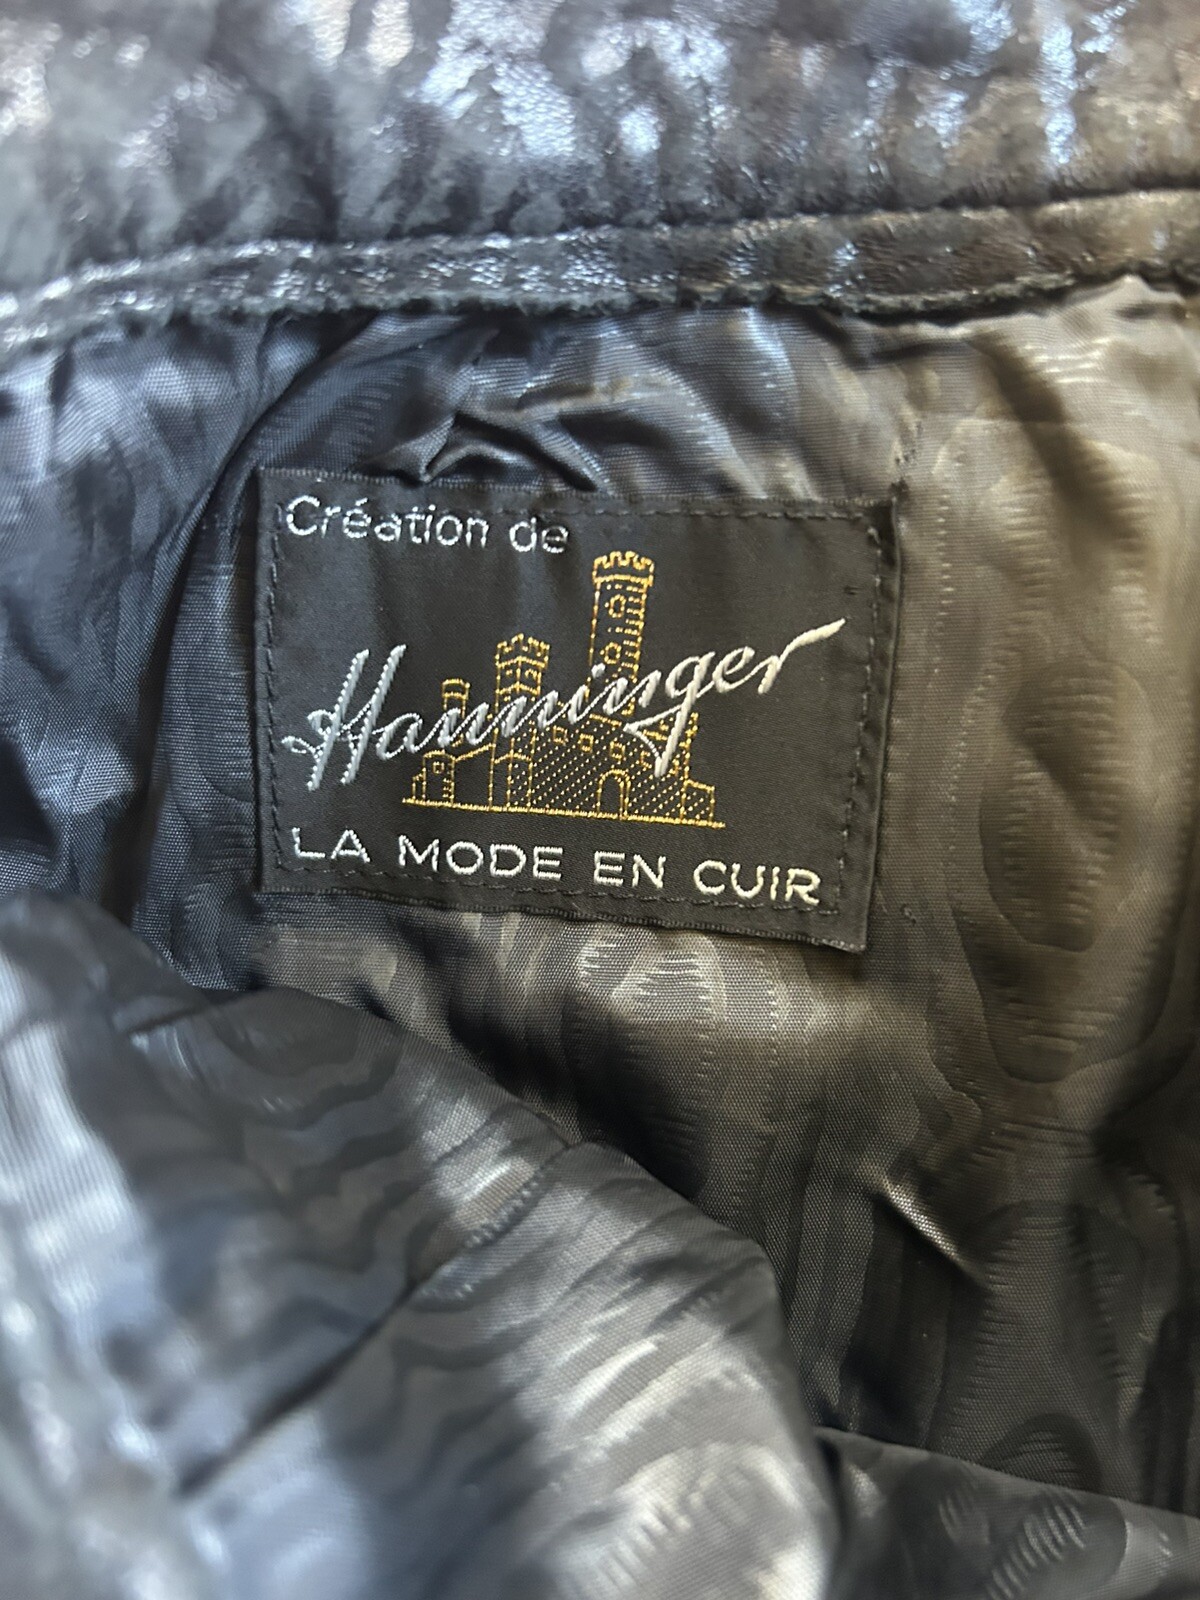 Création de
Hanninger
LA MODE EN CUIR